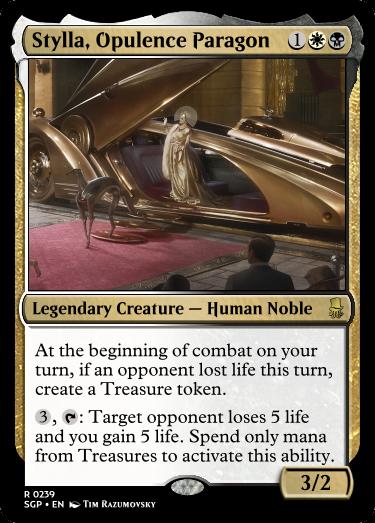 Stylla, Opulence Paragon 1
Legendary Creature — Human Noble
At the beginning of combat on your
turn, if an opponent lost life this turn,
create a Treasure token.
3, : Target opponent loses 5 life
and you gain 5 life. Spend only mana
from Treasures to activate this ability.
3/2
R 0239
SGP • EN Tim Razumovsky